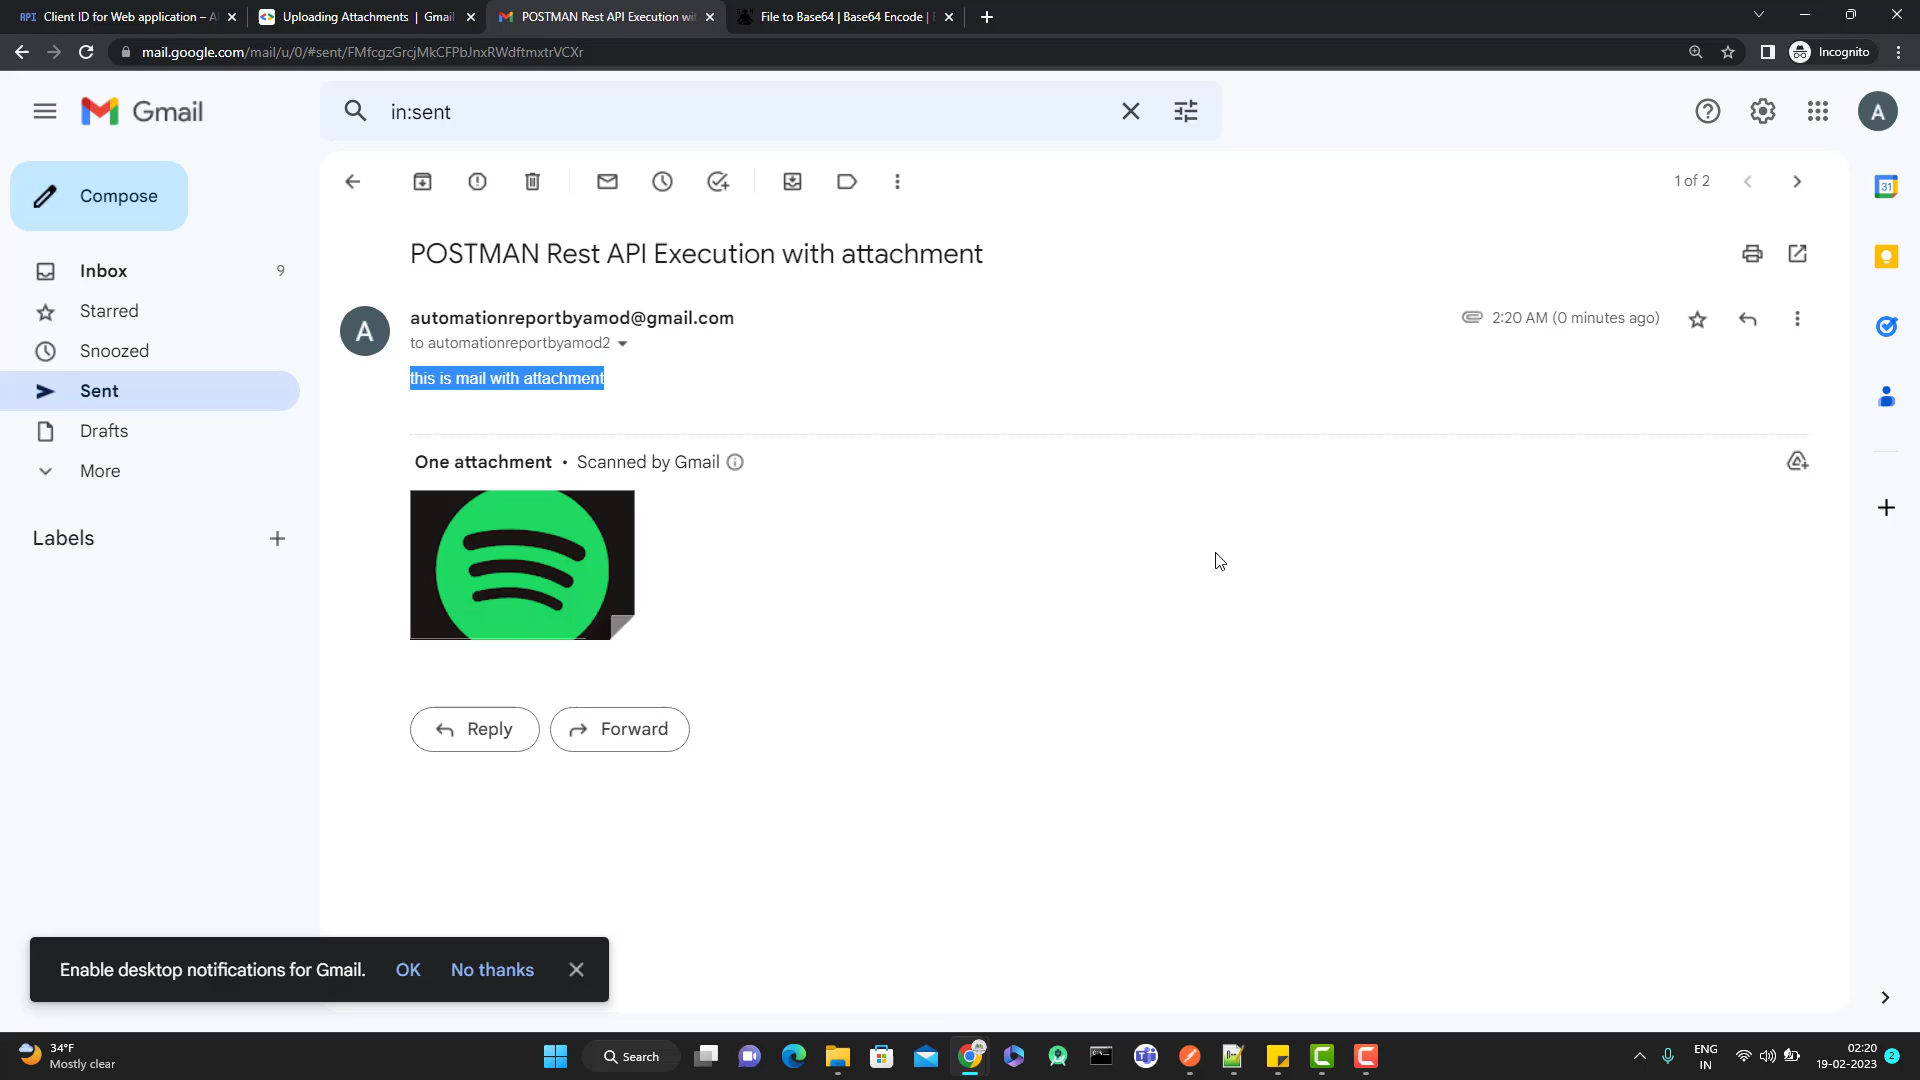 API Client ID for Web application – A
Uploading Attachments | Gmail
POSTMAN Rest API Execution wi
File to Base64 | Base64 Encode |
mail.google.com/mail/u/0/#sent/FMfcgzGrcjMkCFPbJnxRWdftmxtrVCXr
Incognito
Gmail
in:sent
A
Compose
1 of 2
31
POSTMAN Rest API Execution with attachment
Inbox 9
Starred
Snoozed
Sent
Drafts
More
Labels
A
automationreportbyamod@gmail.com
2:20 AM (0 minutes ago)
to automationreportbyamod2
this is mail with attachment
One attachment • Scanned by Gmail
Reply
Forward
Enable desktop notifications for Gmail. OK No thanks
34°F
Mostly clear
Search
ENG
IN
02:20
19-02-2023
2